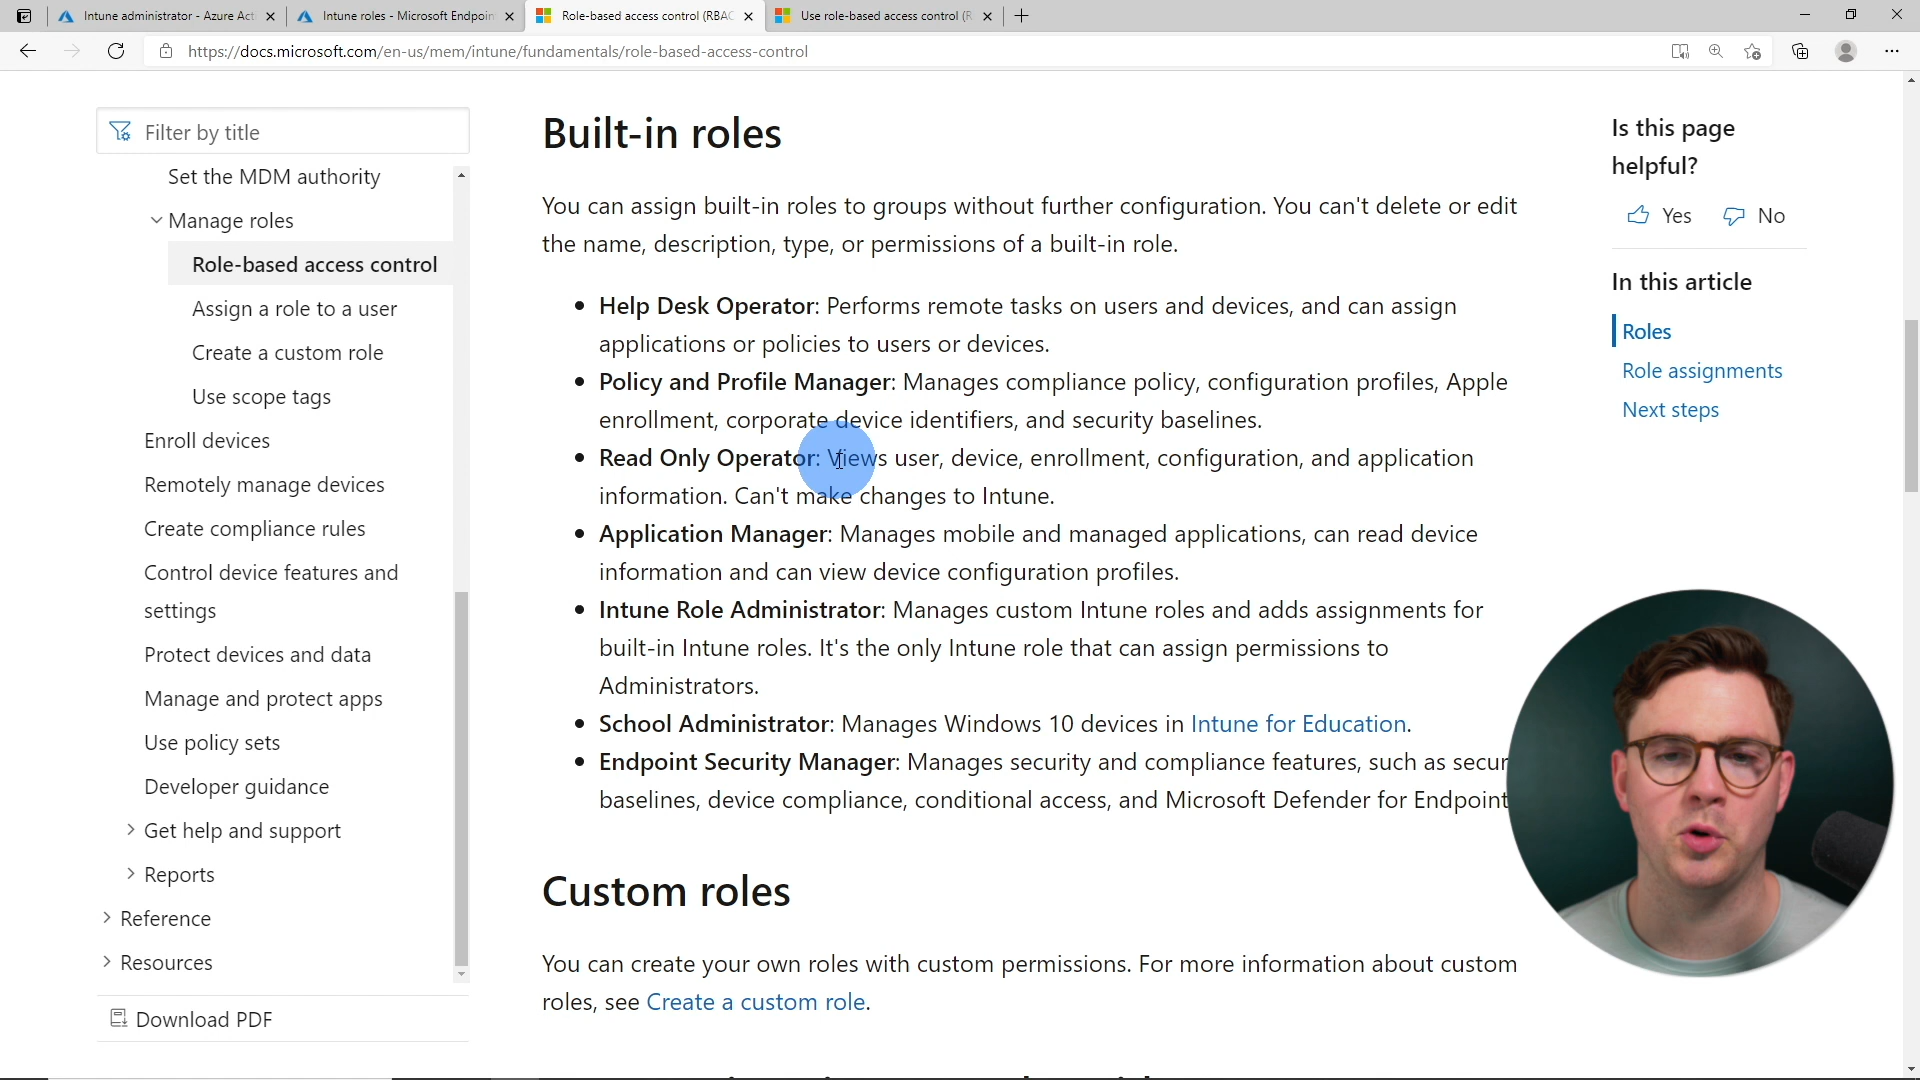 Intune administrator - Azure Act
Intune roles - Microsoft Endpoin
Role-based access control (RBAC
Use role-based access control (R
https://docs.microsoft.com/en-us/mem/intune/fundamentals/role-based-access-control
Filter by title
Set the MDM authority
Manage roles
Role-based access control
Assign a role to a user
Create a custom role
Use scope tags
Enroll devices
Remotely manage devices
Create compliance rules
Control device features and
settings
Protect devices and data
Manage and protect apps
Use policy sets
Developer guidance
Get help and support
Reports
Reference
Resources
Download PDF
Built-in roles
You can assign built-in roles to groups without further configuration. You can't delete or edit
the name, description, type, or permissions of a built-in role.
• Help Desk Operator: Performs remote tasks on users and devices, and can assign
applications or policies to users or devices.
• Policy and Profile Manager: Manages compliance policy, configuration profiles, Apple
enrollment, corporate device identifiers, and security baselines.
• Read Only Operator: Views user, device, enrollment, configuration, and application
information. Can't make changes to Intune.
• Application Manager: Manages mobile and managed applications, can read device
information and can view device configuration profiles.
• Intune Role Administrator: Manages custom Intune roles and adds assignments for
built-in Intune roles. It's the only Intune role that can assign permissions to
Administrators.
• School Administrator: Manages Windows 10 devices in Intune for Education.
• Endpoint Security Manager: Manages security and compliance features, such as secur
baselines, device compliance, conditional access, and Microsoft Defender for Endpoint
Custom roles
You can create your own roles with custom permissions. For more information about custom
roles, see Create a custom role.
Is this page
helpful?
Yes
No
In this article
Roles
Role assignments
Next steps